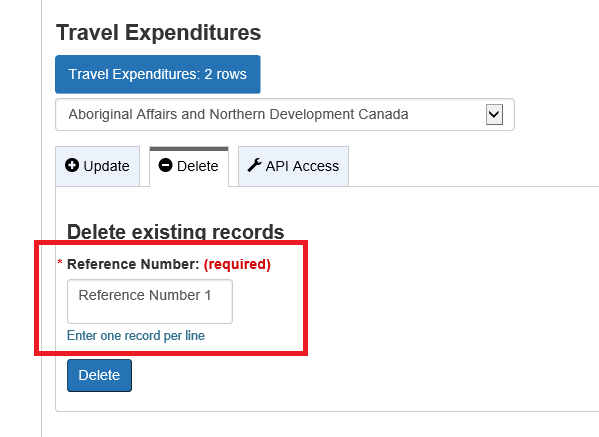 Travel Expenditures
Travel Expenditures: 2 rows
Aboriginal Affairs and Northern Development Canada
Update Delete API Access
Delete existing records
* Reference Number: (required)
Reference Number 1
Enter one record per line
Delete